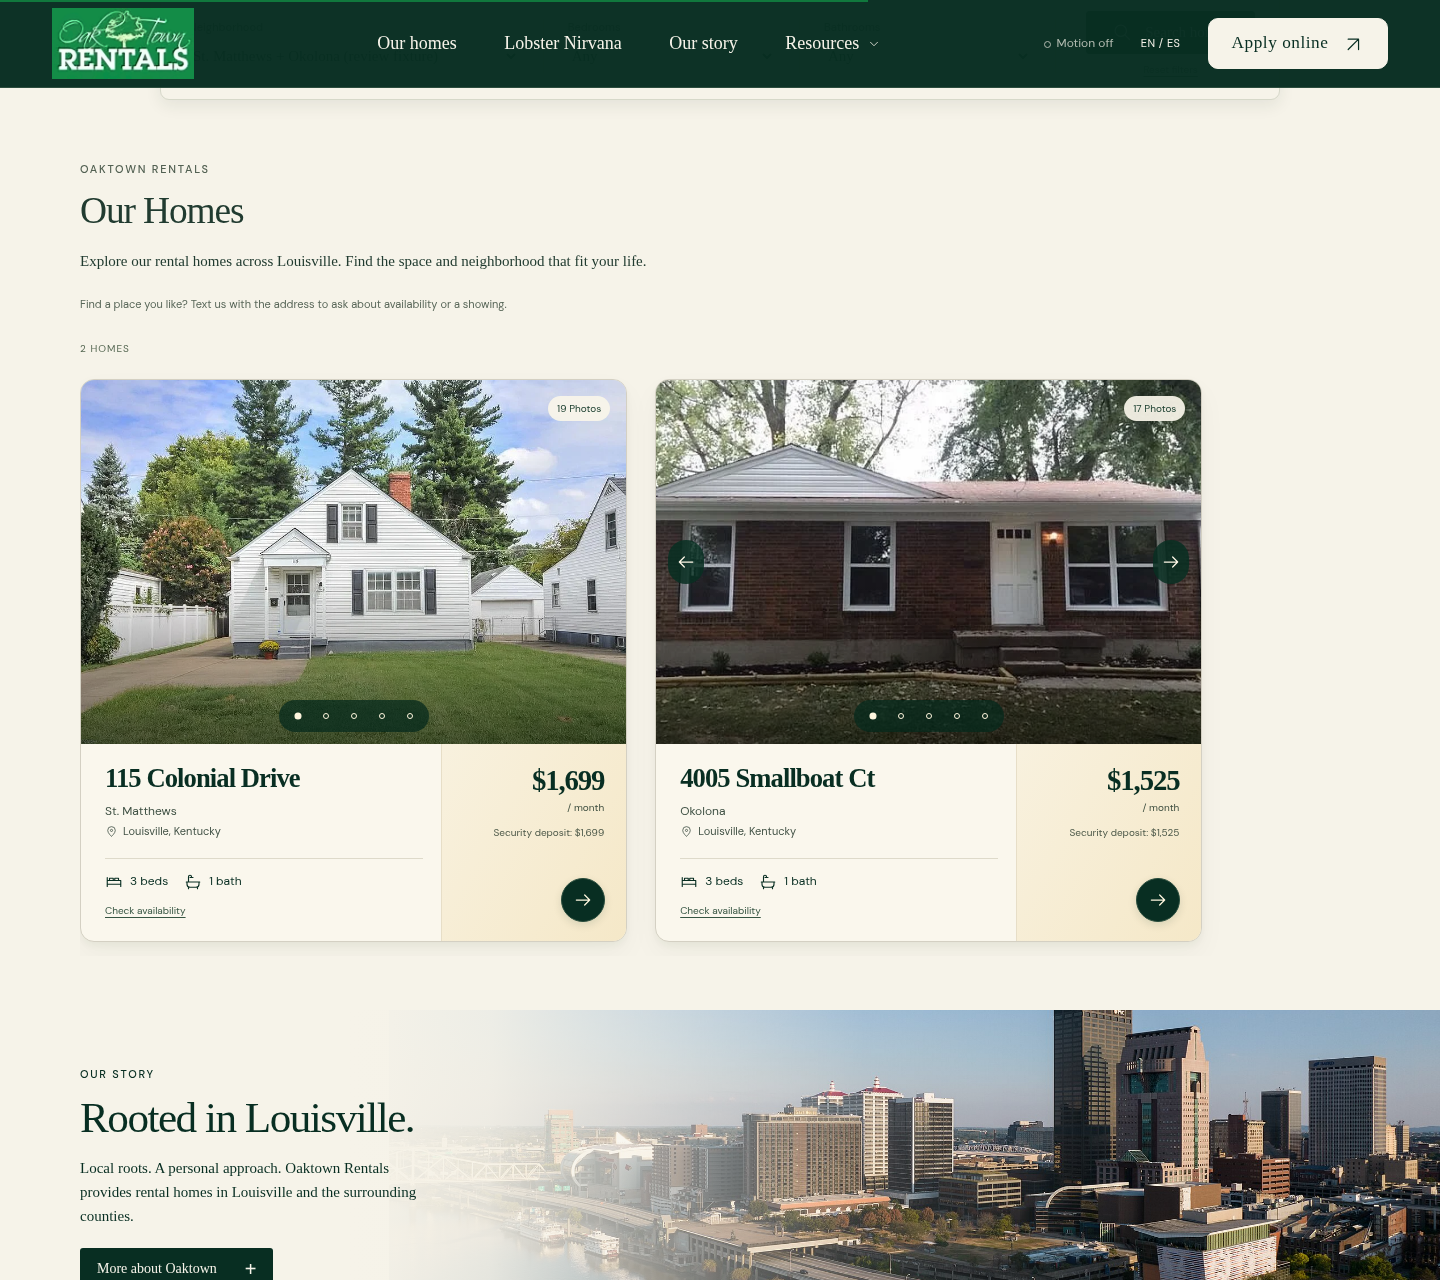 Oak Town
RENTALS
Our homes
Lobster Nirvana
Our story
Resources
Motion off
EN / ES
Apply online
OAKTOWN RENTALS
Our Homes
Explore our rental homes across Louisville. Find the space and neighborhood that fit your life.
Find a place you like? Text us with the address to ask about availability or a showing.
2 HOMES
19 Photos
115 Colonial Drive
St. Matthews
Louisville, Kentucky
3 beds
1 bath
Check availability
$1,699
/ month
Security deposit: $1,699
17 Photos
4005 Smallboat Ct
Okolona
Louisville, Kentucky
3 beds
1 bath
Check availability
$1,525
/ month
Security deposit: $1,525
OUR STORY
Rooted in Louisville.
Local roots. A personal approach. Oaktown Rentals
provides rental homes in Louisville and the surrounding
counties.
More about Oaktown